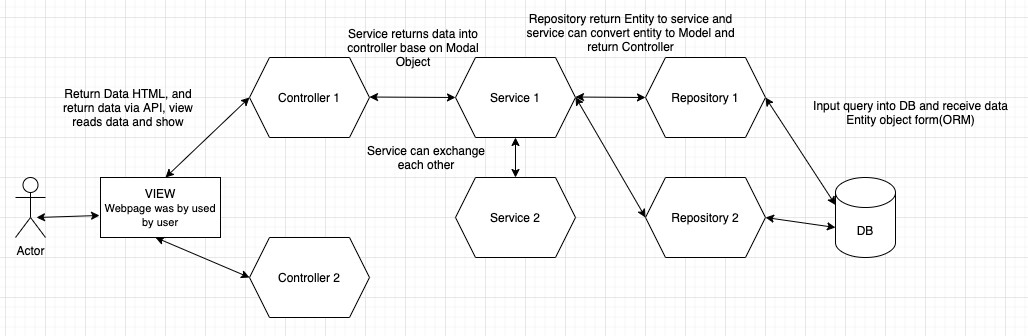 Repository return Entity to service and
service can convert entity to Model and
return Controller
Service returns data into
controller base on Modal
Object
Return Data HTML, and
return data via API, view
reads data and show
Controller 1
Service 1
Repository 1
Input query into DB and receive data
Entity object form(ORM)
Service can exchange
each other
VIEW
Webpage was by used
by user
Actor
Service 2
Repository 2
DB
Controller 2